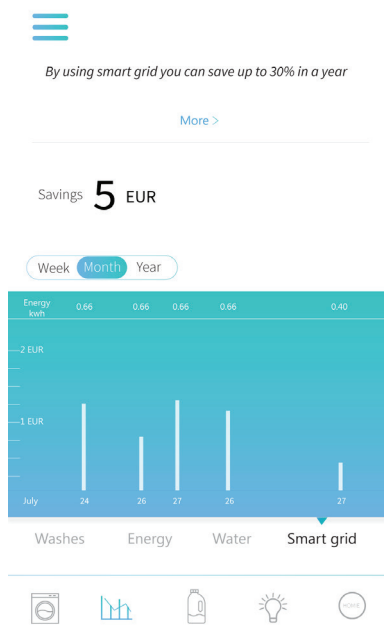 By using smart grid you can save up to 30% in a year
More >
Savings 5 EUR
Week Month Year
Energy kwh 0.66 0.66 0.66 0.66 0.40
2 EUR
1 EUR
July 24 26 27 26 27
Washes Energy Water Smart grid
HOME